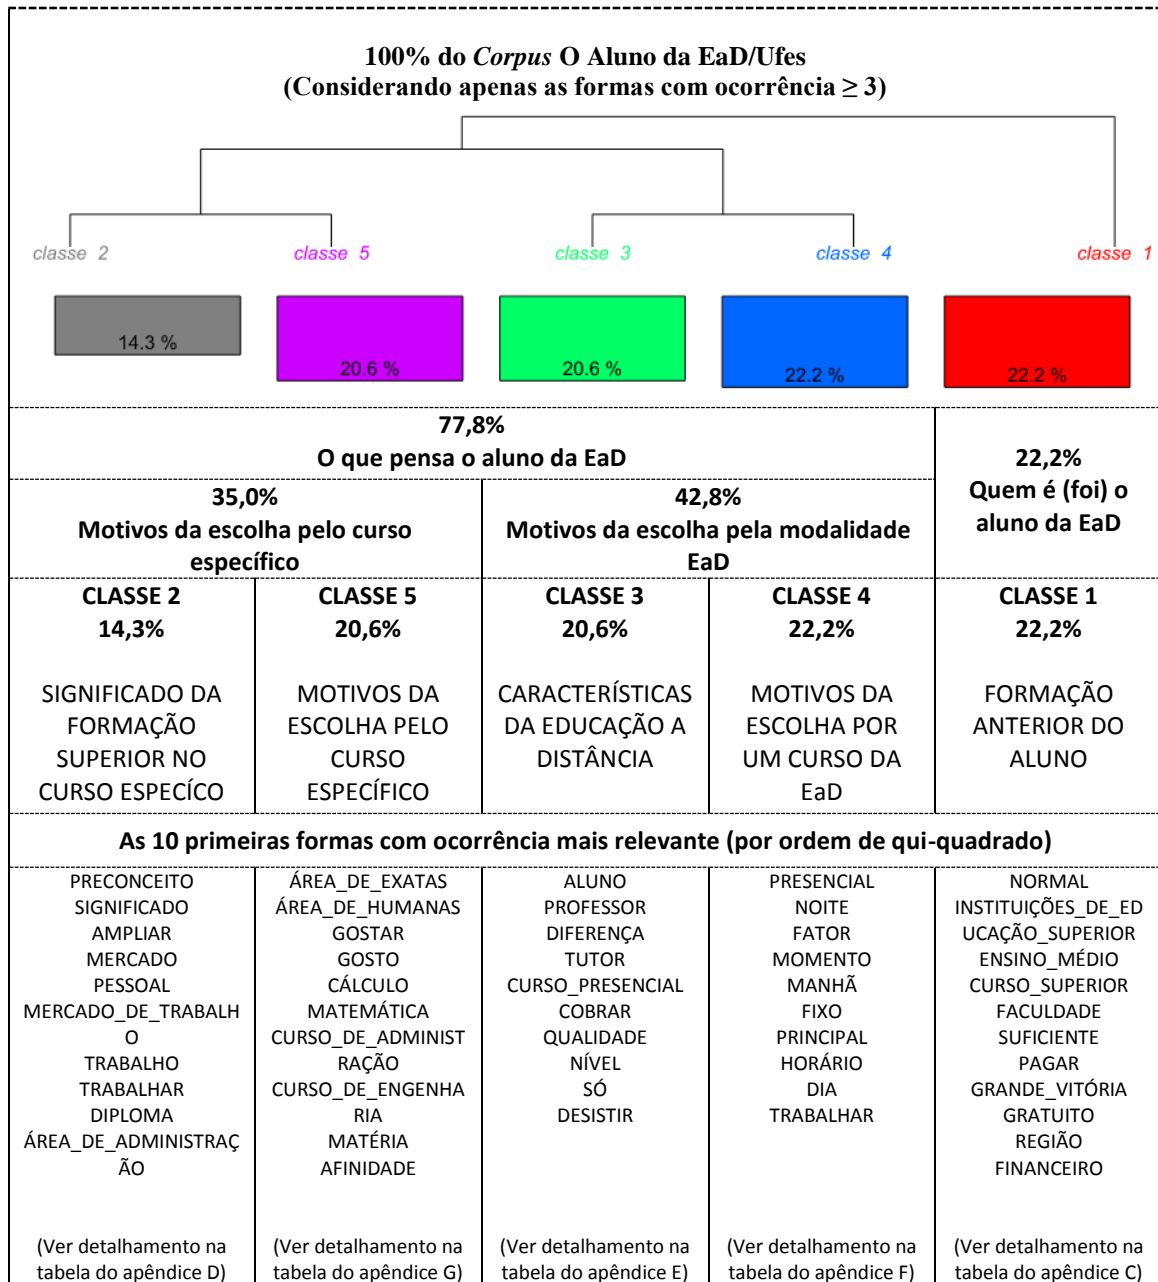 100% do Corpus O Aluno da EaD/Ufes
(Considerando apenas as formas com ocorrência ≥ 3)
classe 2
classe 5
classe 3
classe 4
classe 1
14.3 %
20.6 %
20.6 %
22.2 %
22.2 %
77,8%
O que pensa o aluno da EaD
22,2%
Quem é (foi) o
aluno da EaD
35,0%
Motivos da escolha pelo curso
específico
42,8%
Motivos da escolha pela modalidade
EaD
CLASSE 2
14,3%
SIGNIFICADO DA
FORMAÇÃO
SUPERIOR NO
CURSO ESPECÍCO
CLASSE 5
20,6%
MOTIVOS DA
ESCOLHA PELO
CURSO
ESPECÍFICO
CLASSE 3
20,6%
CARACTERÍSTICAS
DA EDUCAÇÃO A
DISTÂNCIA
CLASSE 4
22,2%
MOTIVOS DA
ESCOLHA POR
UM CURSO DA
EaD
CLASSE 1
22,2%
FORMAÇÃO
ANTERIOR DO
ALUNO
As 10 primeiras formas com ocorrência mais relevante (por ordem de qui-quadrado)
PRECONCEITO
SIGNIFICADO
AMPLIAR
MERCADO
PESSOAL
MERCADO_DE_TRABALH
O
TRABALHO
TRABALHAR
DIPLOMA
ÁREA_DE_ADMINISTRAÇ
ÃO
(Ver detalhamento na
tabela do apêndice D)
ÁREA_DE_EXATAS
ÁREA_DE_HUMANAS
GOSTAR
GOSTO
CÁLCULO
MATEMÁTICA
CURSO_DE_ADMINIST
RAÇÃO
CURSO_DE_ENGENHA
RIA
MATÉRIA
AFINIDADE
(Ver detalhamento na
tabela do apêndice G)
ALUNO
PROFESSOR
DIFERENÇA
TUTOR
CURSO_PRESENCIAL
COBRAR
QUALIDADE
NÍVEL
SÓ
DESISTIR
(Ver detalhamento na
tabela do apêndice E)
PRESENCIAL
NOITE
FATOR
MOMENTO
MANHÃ
FIXO
PRINCIPAL
HORÁRIO
DIA
TRABALHAR
(Ver detalhamento na
tabela do apêndice F)
NORMAL
INSTITUIÇÕES_DE_ED
UCAÇÃO_SUPERIOR
ENSINO_MÉDIO
CURSO_SUPERIOR
FACULDADE
SUFICIENTE
PAGAR
GRANDE_VITÓRIA
GRATUITO
REGIÃO
FINANCEIRO
(Ver detalhamento na
tabela do apêndice C)